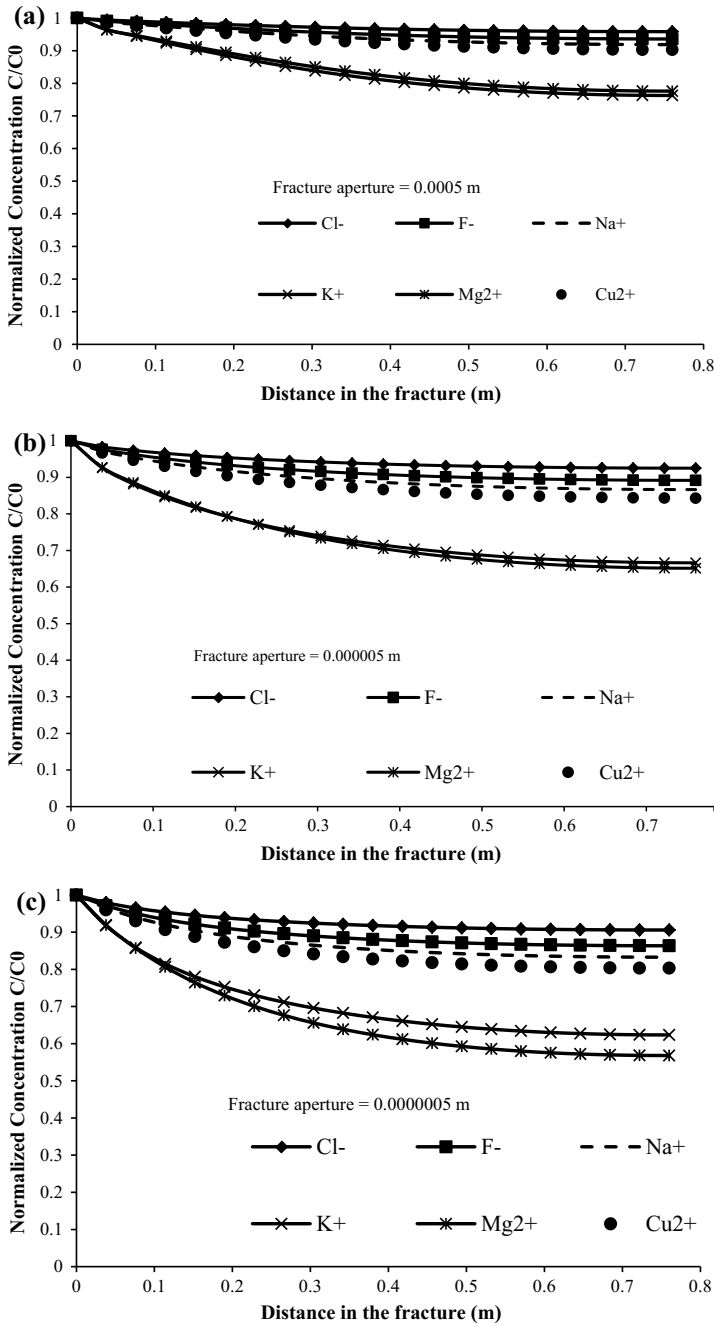 (a)
Normalized Concentration C/C0
1
0.9
0.8
0.7
0.6
0.5
0.4
0.3
0.2
0.1
0
Fracture aperture = 0.0005 m
Cl- F- Na+
K+ Mg2+ Cu2+
0 0.1 0.2 0.3 0.4 0.5 0.6 0.7 0.8
Distance in the fracture (m)
(b)
Normalized Concentration C/C0
1
0.9
0.8
0.7
0.6
0.5
0.4
0.3
0.2
0.1
0
Fracture aperture = 0.000005 m
Cl- F- Na+
K+ Mg2+ Cu2+
0 0.1 0.2 0.3 0.4 0.5 0.6 0.7
Distance in the fracture (m)
(c)
Normalized Concentration C/C0
1
0.9
0.8
0.7
0.6
0.5
0.4
0.3
0.2
0.1
0
Fracture aperture = 0.0000005 m
Cl- F- Na+
K+ Mg2+ Cu2+
0 0.1 0.2 0.3 0.4 0.5 0.6 0.7 0.8
Distance in the fracture (m)